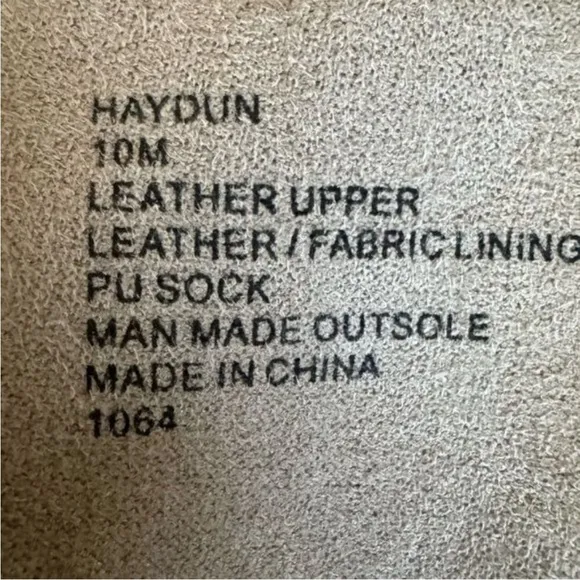 HAYDUN
10M
LEATHER UPPER
LEATHER / FABRIC LINING
PU SOCK
MAN MADE OUTSOLE
MADE IN CHINA
1064